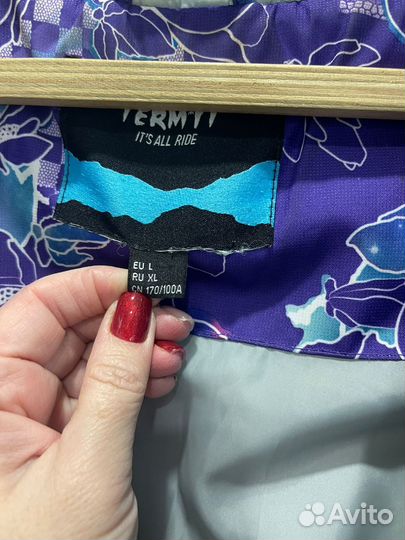 TERMIT
IT'S ALL RIDE
EU L
RU XL
CN 170/100A
Avito